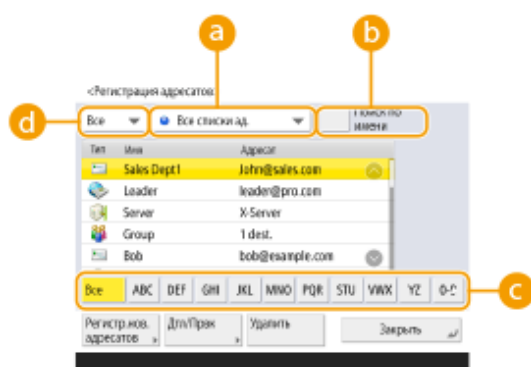 a
b
<Регистрация адресатов>
d
Все
Все списки ад.
Поиск по
имени
Тип Имя Адресат
Sales Dept1 John@sales.com
Leader leader@pro.com
Server X-Server
Group 1 dest.
Bob bob@example.com
Все ABC DEF GHI JKL MNO PQR STU VWX YZ
c
Регистр.нов.
адресатов
Дтл/Првк
Удалить
Закрыть